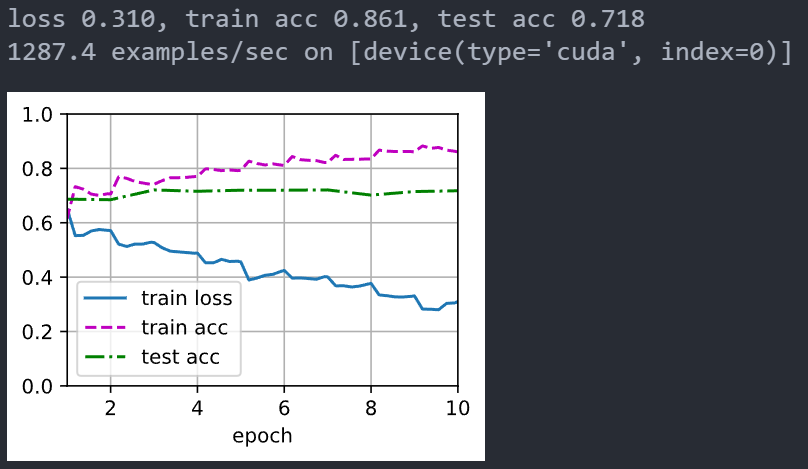 loss 0.310, train acc 0.861, test acc 0.718
1287.4 examples/sec on [device(type='cuda', index=0)]
1.0
0.8
0.6
0.4
0.2
0.0
train loss
train acc
test acc
2 4 6 8 10
epoch